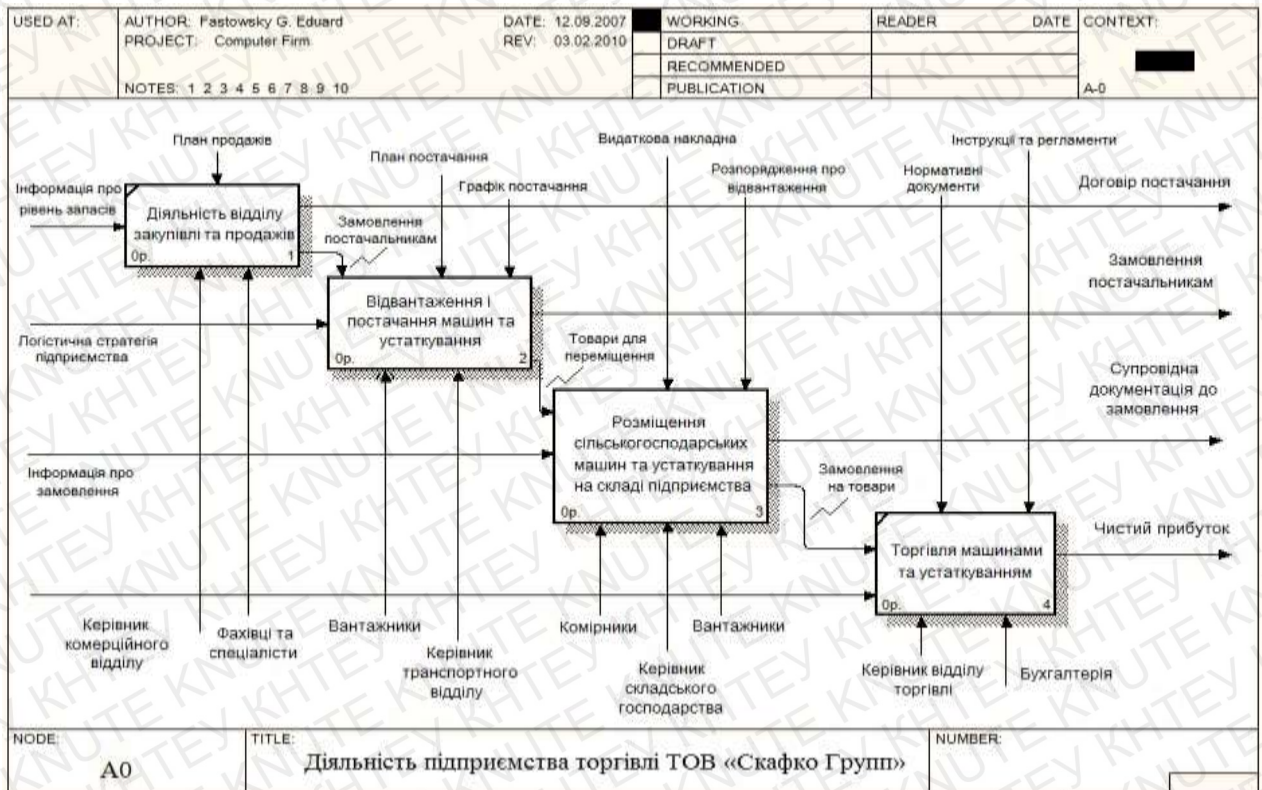 USED AT:
AUTHOR: Fastowsky G. Eduard
DATE: 12.09.2007
PROJECT: Computer Firm
REV: 03.02.2010
NOTES: 1 2 3 4 5 6 7 8 9 10
WORKING
DRAFT
RECOMMENDED
PUBLICATION
READER
DATE
CONTEXT:
A-0
План продажів
Інформація про
рівень запасів
Діяльність відділу
закупівлі та продажів
0р.
1
План постачання
Графік постачання
Замовлення
постачальникам
Видаткова накладна
Розпорядження про
відвантаження
Нормативні
документи
Інструкції та регламенти
Договір постачання
Замовлення
постачальникам
Логістична стратегія
підприємства
Відвантаження і
постачання машин та
устаткування
0р.
2
Товари для
переміщення
Супровідна
документація до
замовлення
Розміщення
сільськогосподарських
машин та устаткування
на складі підприємства
0р.
3
Інформація про
замовлення
Замовлення
на товари
Чистий прибуток
Торгівля машинами
та устаткуванням
0р.
4
Керівник
комерційного
відділу
Фахівці та
спеціалісти
Вантажники
Керівник
транспортного
відділу
Комірники
Керівник
складського
господарства
Вантажники
Керівник відділу
торгівлі
Бухгалтерія
NODE:
A0
TITLE:
Діяльність підприємства торгівлі ТОВ «Скафко Групп»
NUMBER:
KNUTE KHTEУ